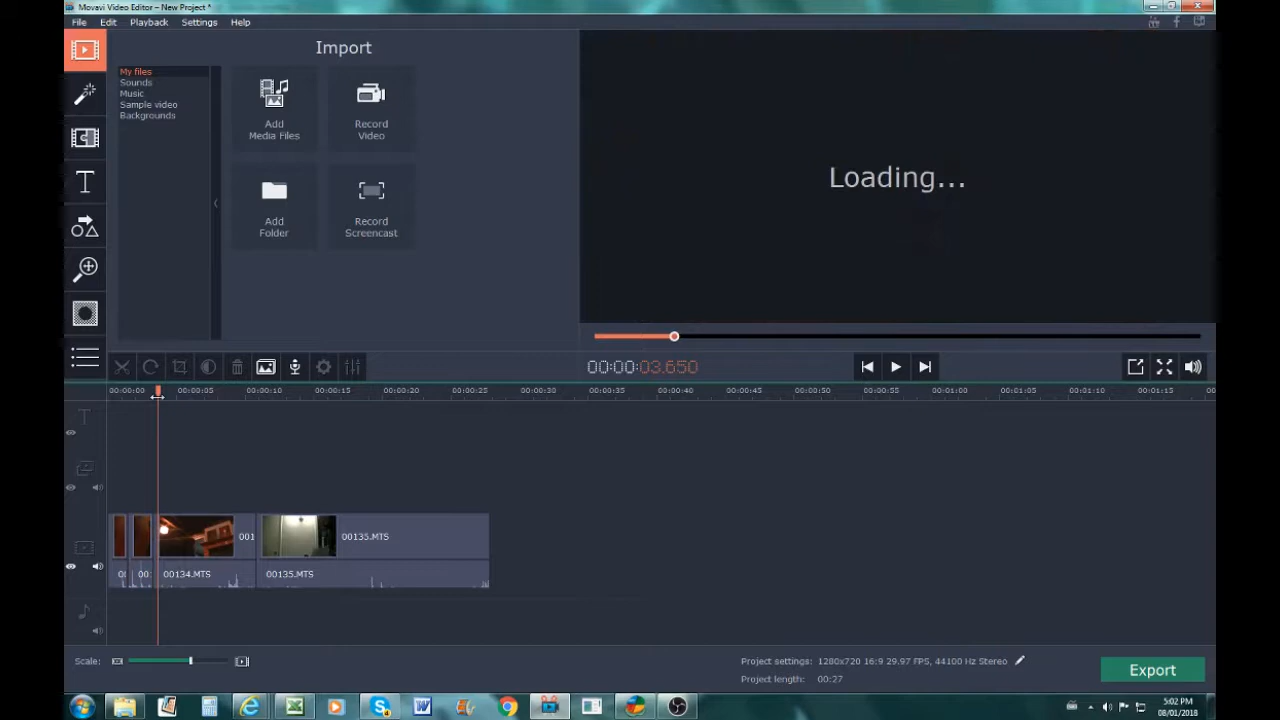 Movavi Video Editor – New Project *
File Edit Playback Settings Help
Import
My files
Sounds
Music
Sample video
Backgrounds
Add
Media Files
Record
Video
Add
Folder
Record
Screencast
Loading...
00:00:03.650
00:00:00 00:00:05 00:00:10 00:00:15 00:00:20 00:00:25 00:00:30 00:00:35 00:00:40 00:00:45 00:00:50 00:00:55 00:01:00 00:01:05 00:01:10 00:01:15 00
001 00135.MTS
00 00: 00134.MTS 00135.MTS
Scale:
Project settings: 1280x720 16:9 29.97 FPS, 44100 Hz Stereo
Project length: 00:27
Export
5:02 PM
08/01/2018